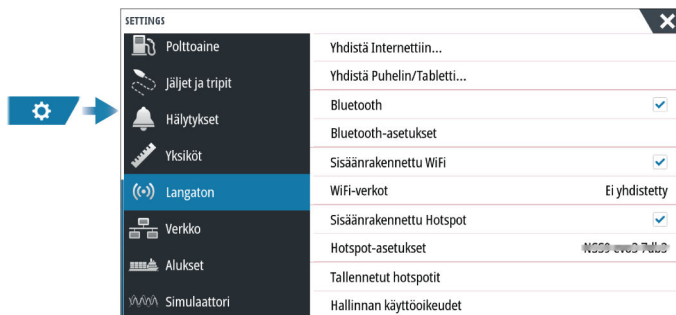 SETTINGS
Polttoaine
Jäljet ja tripit
Hälytykset
Yksiköt
Langaton
Verkko
Alukset
Simulaattori
Yhdistä Internettiin...
Yhdistä Puhelin/Tabletti...
Bluetooth
Bluetooth-asetukset
Sisäänrakennettu WiFi
WiFi-verkot Ei yhdistetty
Sisäänrakennettu Hotspot
Hotspot-asetukset
Tallennetut hotspotit
Hallinnan käyttöoikeudet